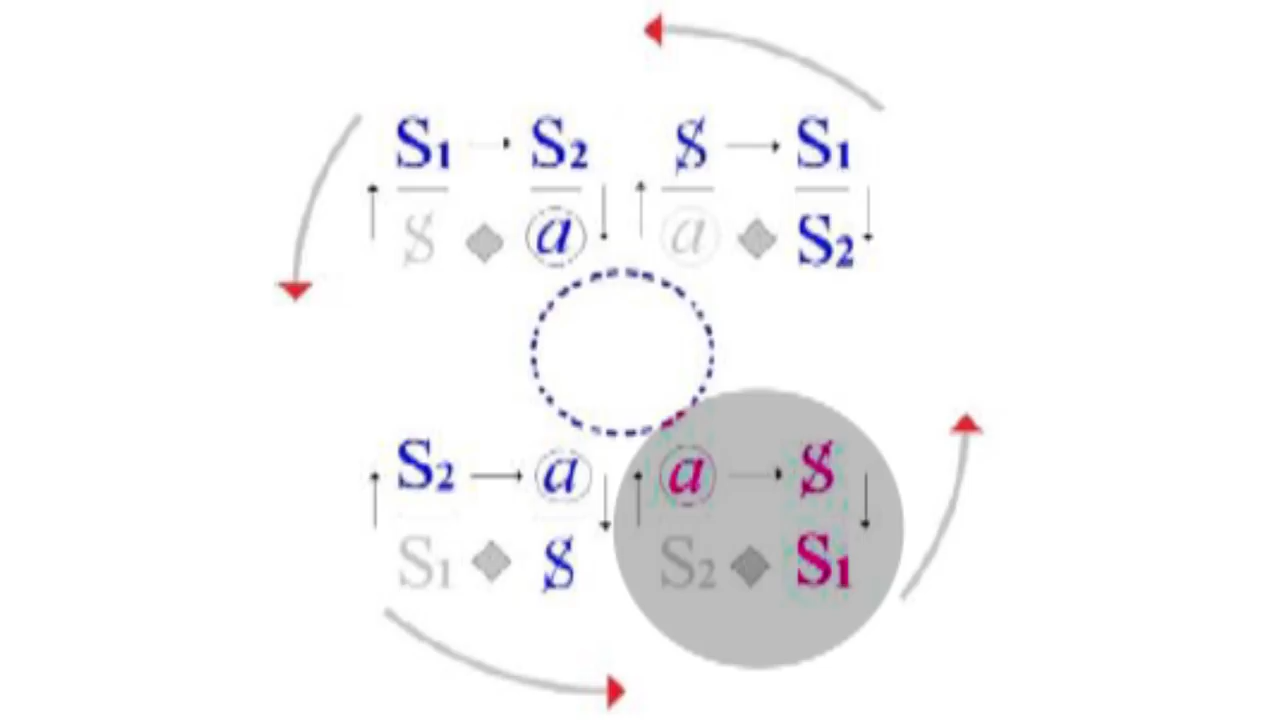 S₁ → S₂ $ → S₁
$ ◆ a a ◆ S₂
S₂ → a a → $
S₁ ◆ $ S₂ ◆ S₁